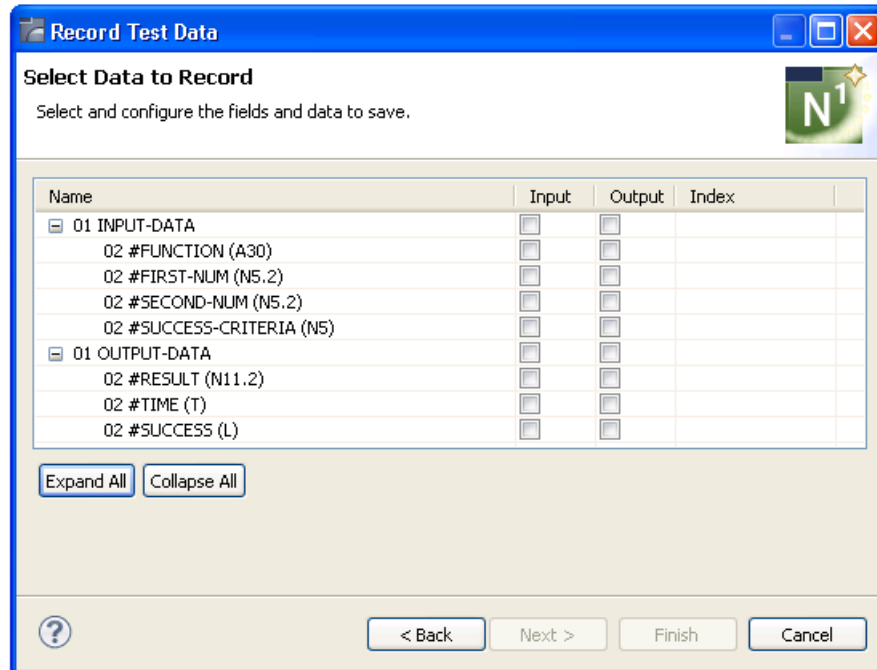 Record Test Data
Select Data to Record
Select and configure the fields and data to save.
N1
Name Input Output Index
01 INPUT-DATA
02 #FUNCTION (A30)
02 #FIRST-NUM (N5.2)
02 #SECOND-NUM (N5.2)
02 #SUCCESS-CRITERIA (N5)
01 OUTPUT-DATA
02 #RESULT (N11.2)
02 #TIME (T)
02 #SUCCESS (L)
Expand All Collapse All
? < Back Next > Finish Cancel